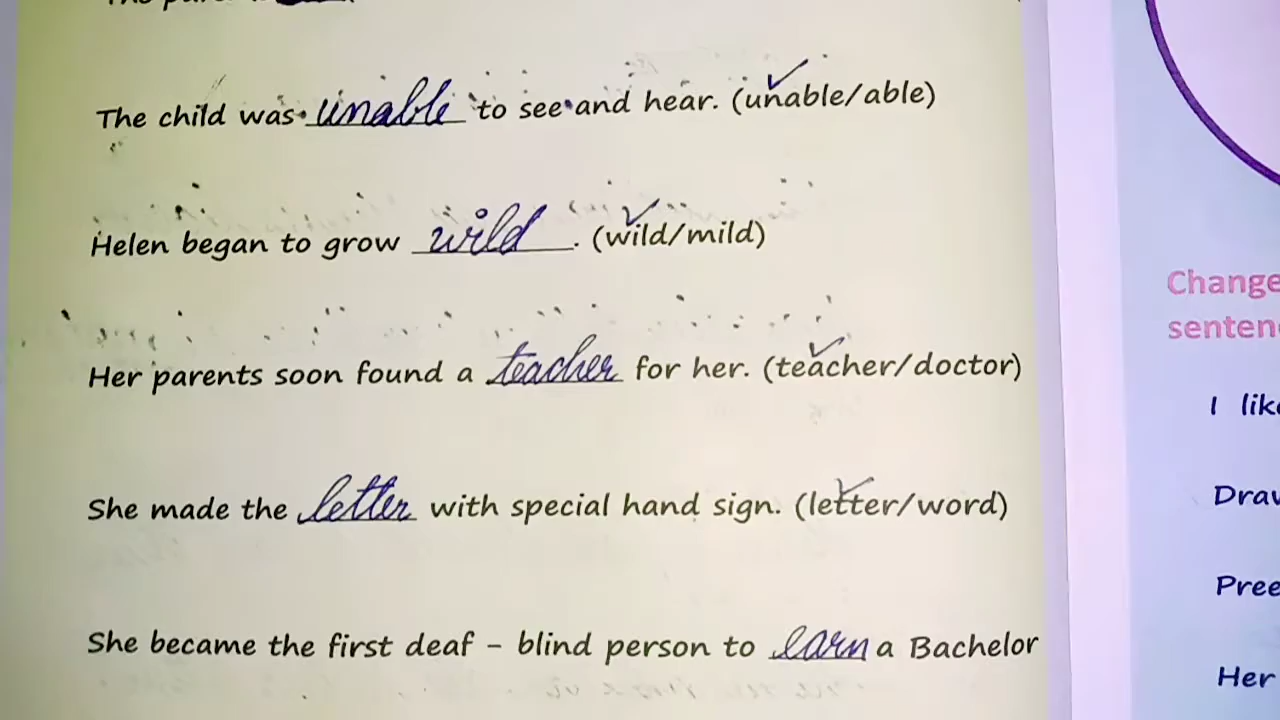 The child was unable to see and hear. (unable/able)
Helen began to grow wild. (wild/mild)
Her parents soon found a teacher for her. (teacher/doctor)
She made the letter with special hand sign. (letter/word)
She became the first deaf – blind person to earn a Bachelor
Change
senten
I lik
Draw
Pree
Her